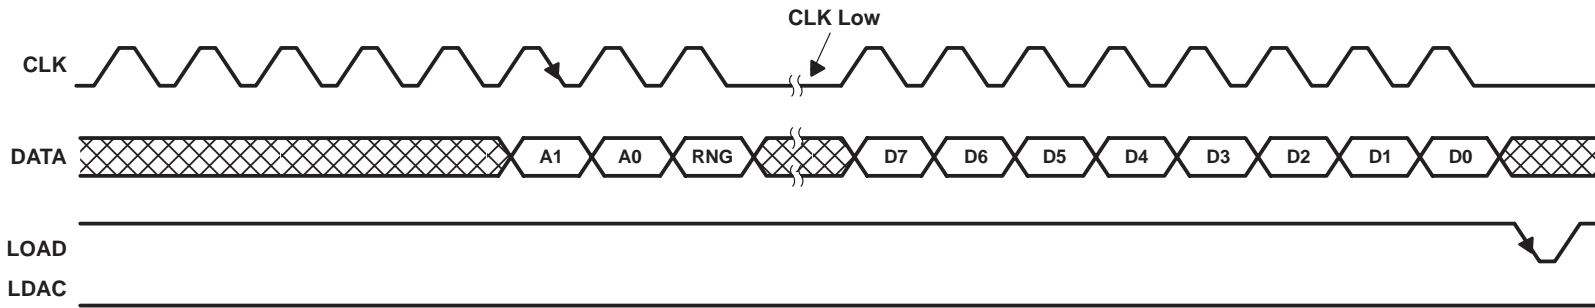 CLK Low
CLK
DATA
A1 A0 RNG D7 D6 D5 D4 D3 D2 D1 D0
LOAD
LDAC